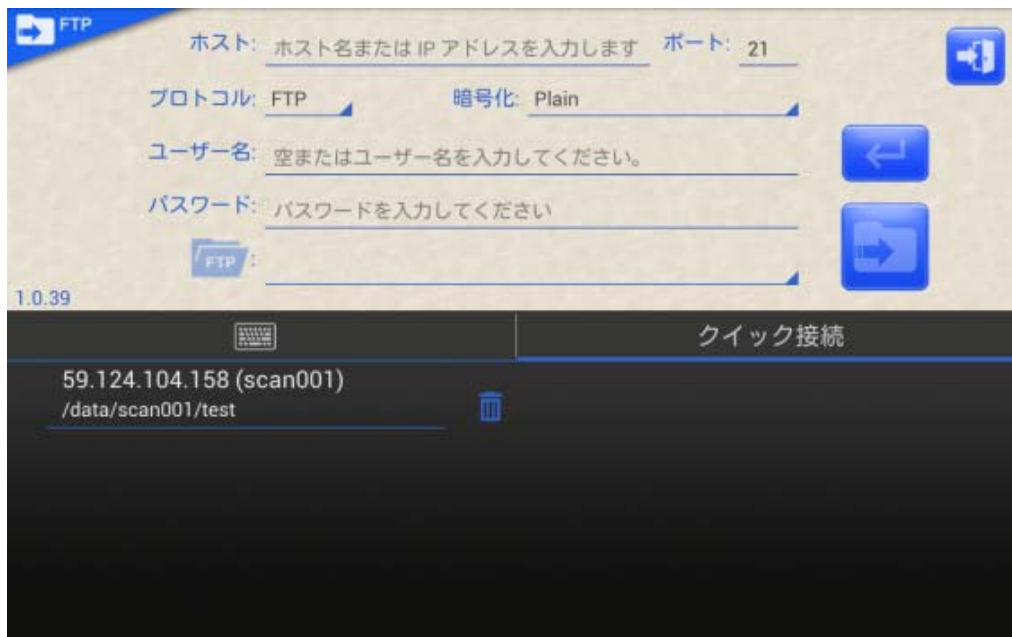 FTP
ホスト: ホスト名または IP アドレスを入力します ポート: 21
プロトコル: FTP 暗号化: Plain
ユーザー名: 空またはユーザー名を入力してください。
パスワード: パスワードを入力してください
FTP :
1.0.39
クイック接続
59.124.104.158 (scan001)
/data/scan001/test